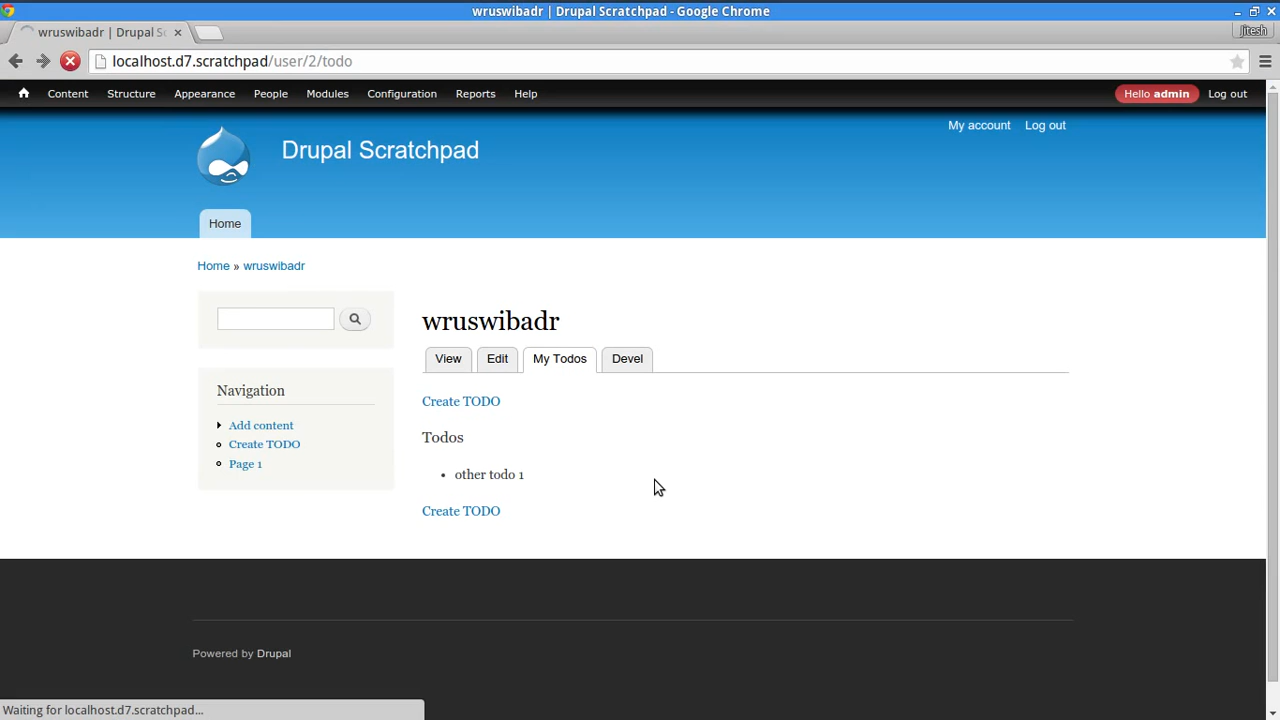 wruswibadr | Drupal Scratchpad - Google Chrome
wruswibadr | Drupal Sc
jitesh
localhost.d7.scratchpad/user/2/todo
Content Structure Appearance People Modules Configuration Reports Help Hello admin Log out
My account Log out
Drupal Scratchpad
Home
Home » wruswibadr
wruswibadr
View Edit My Todos Devel
Navigation
Add content
Create TODO
Page 1
Create TODO
Todos
• other todo 1
Create TODO
Powered by Drupal
Waiting for localhost.d7.scratchpad...